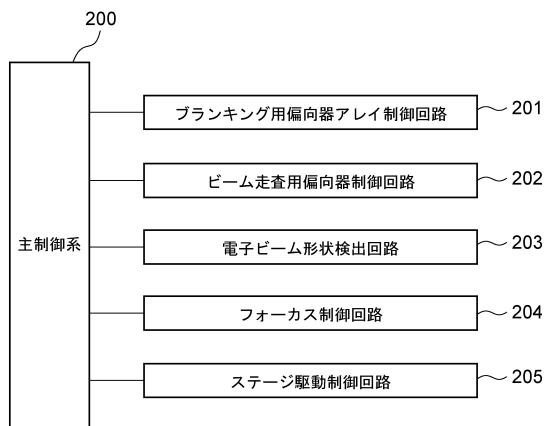 200
ブランキング用偏向器アレイ制御回路 201
ビーム走査用偏向器制御回路 202
主制御系
電子ビーム形状検出回路 203
フォーカス制御回路 204
ステージ駆動制御回路 205